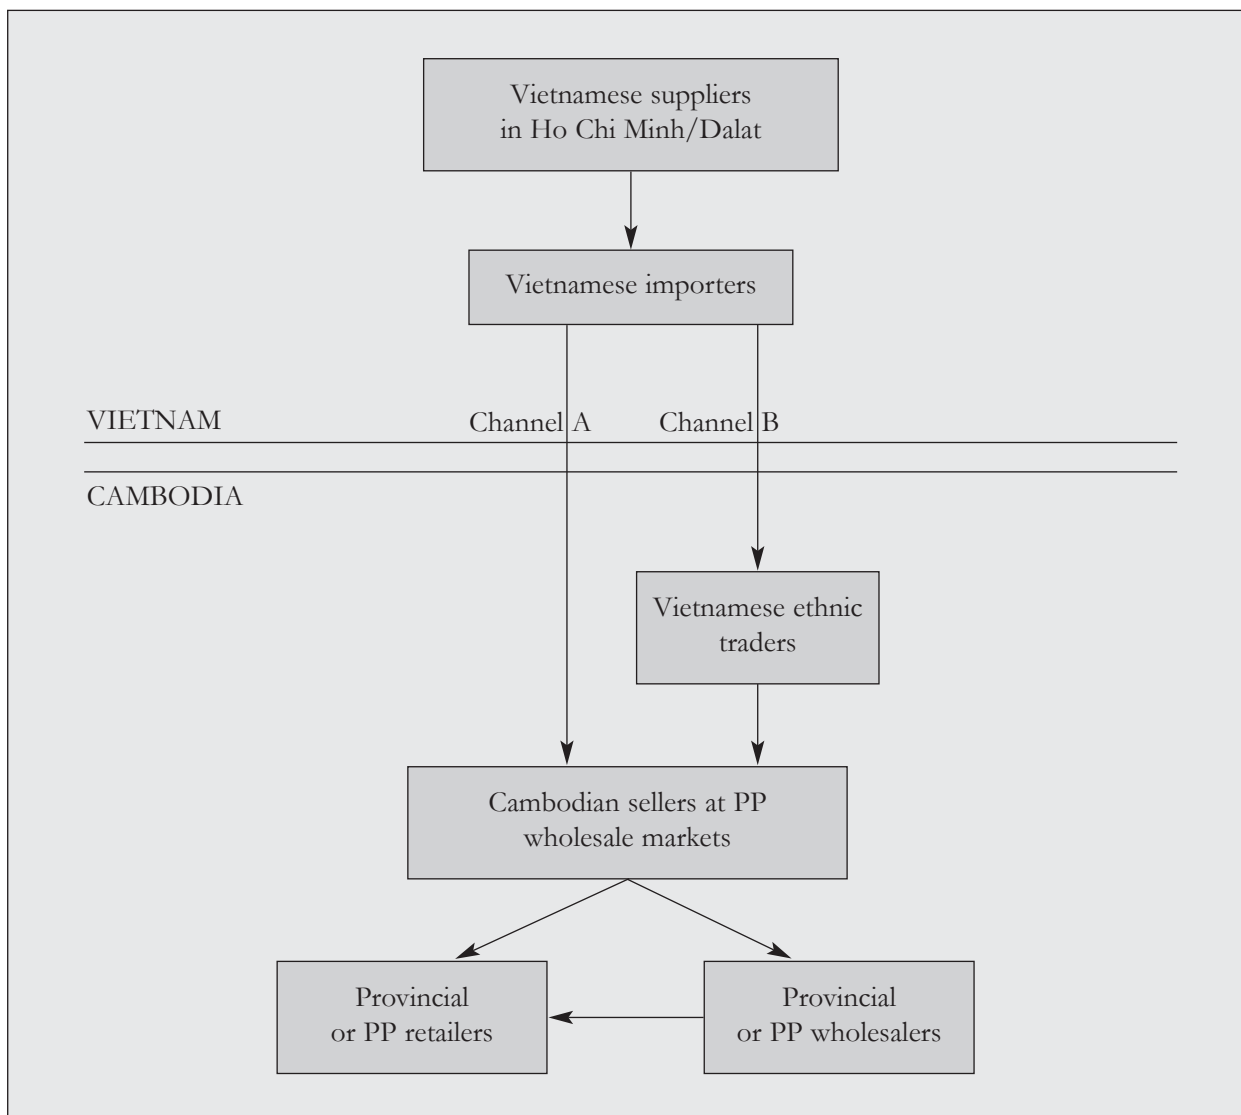 Vietnamese suppliers
in Ho Chi Minh/Dalat
Vietnamese importers
VIETNAM
Channel A
Channel B
CAMBODIA
Vietnamese ethnic
traders
Cambodian sellers at PP
wholesale markets
Provincial
or PP retailers
Provincial
or PP wholesalers